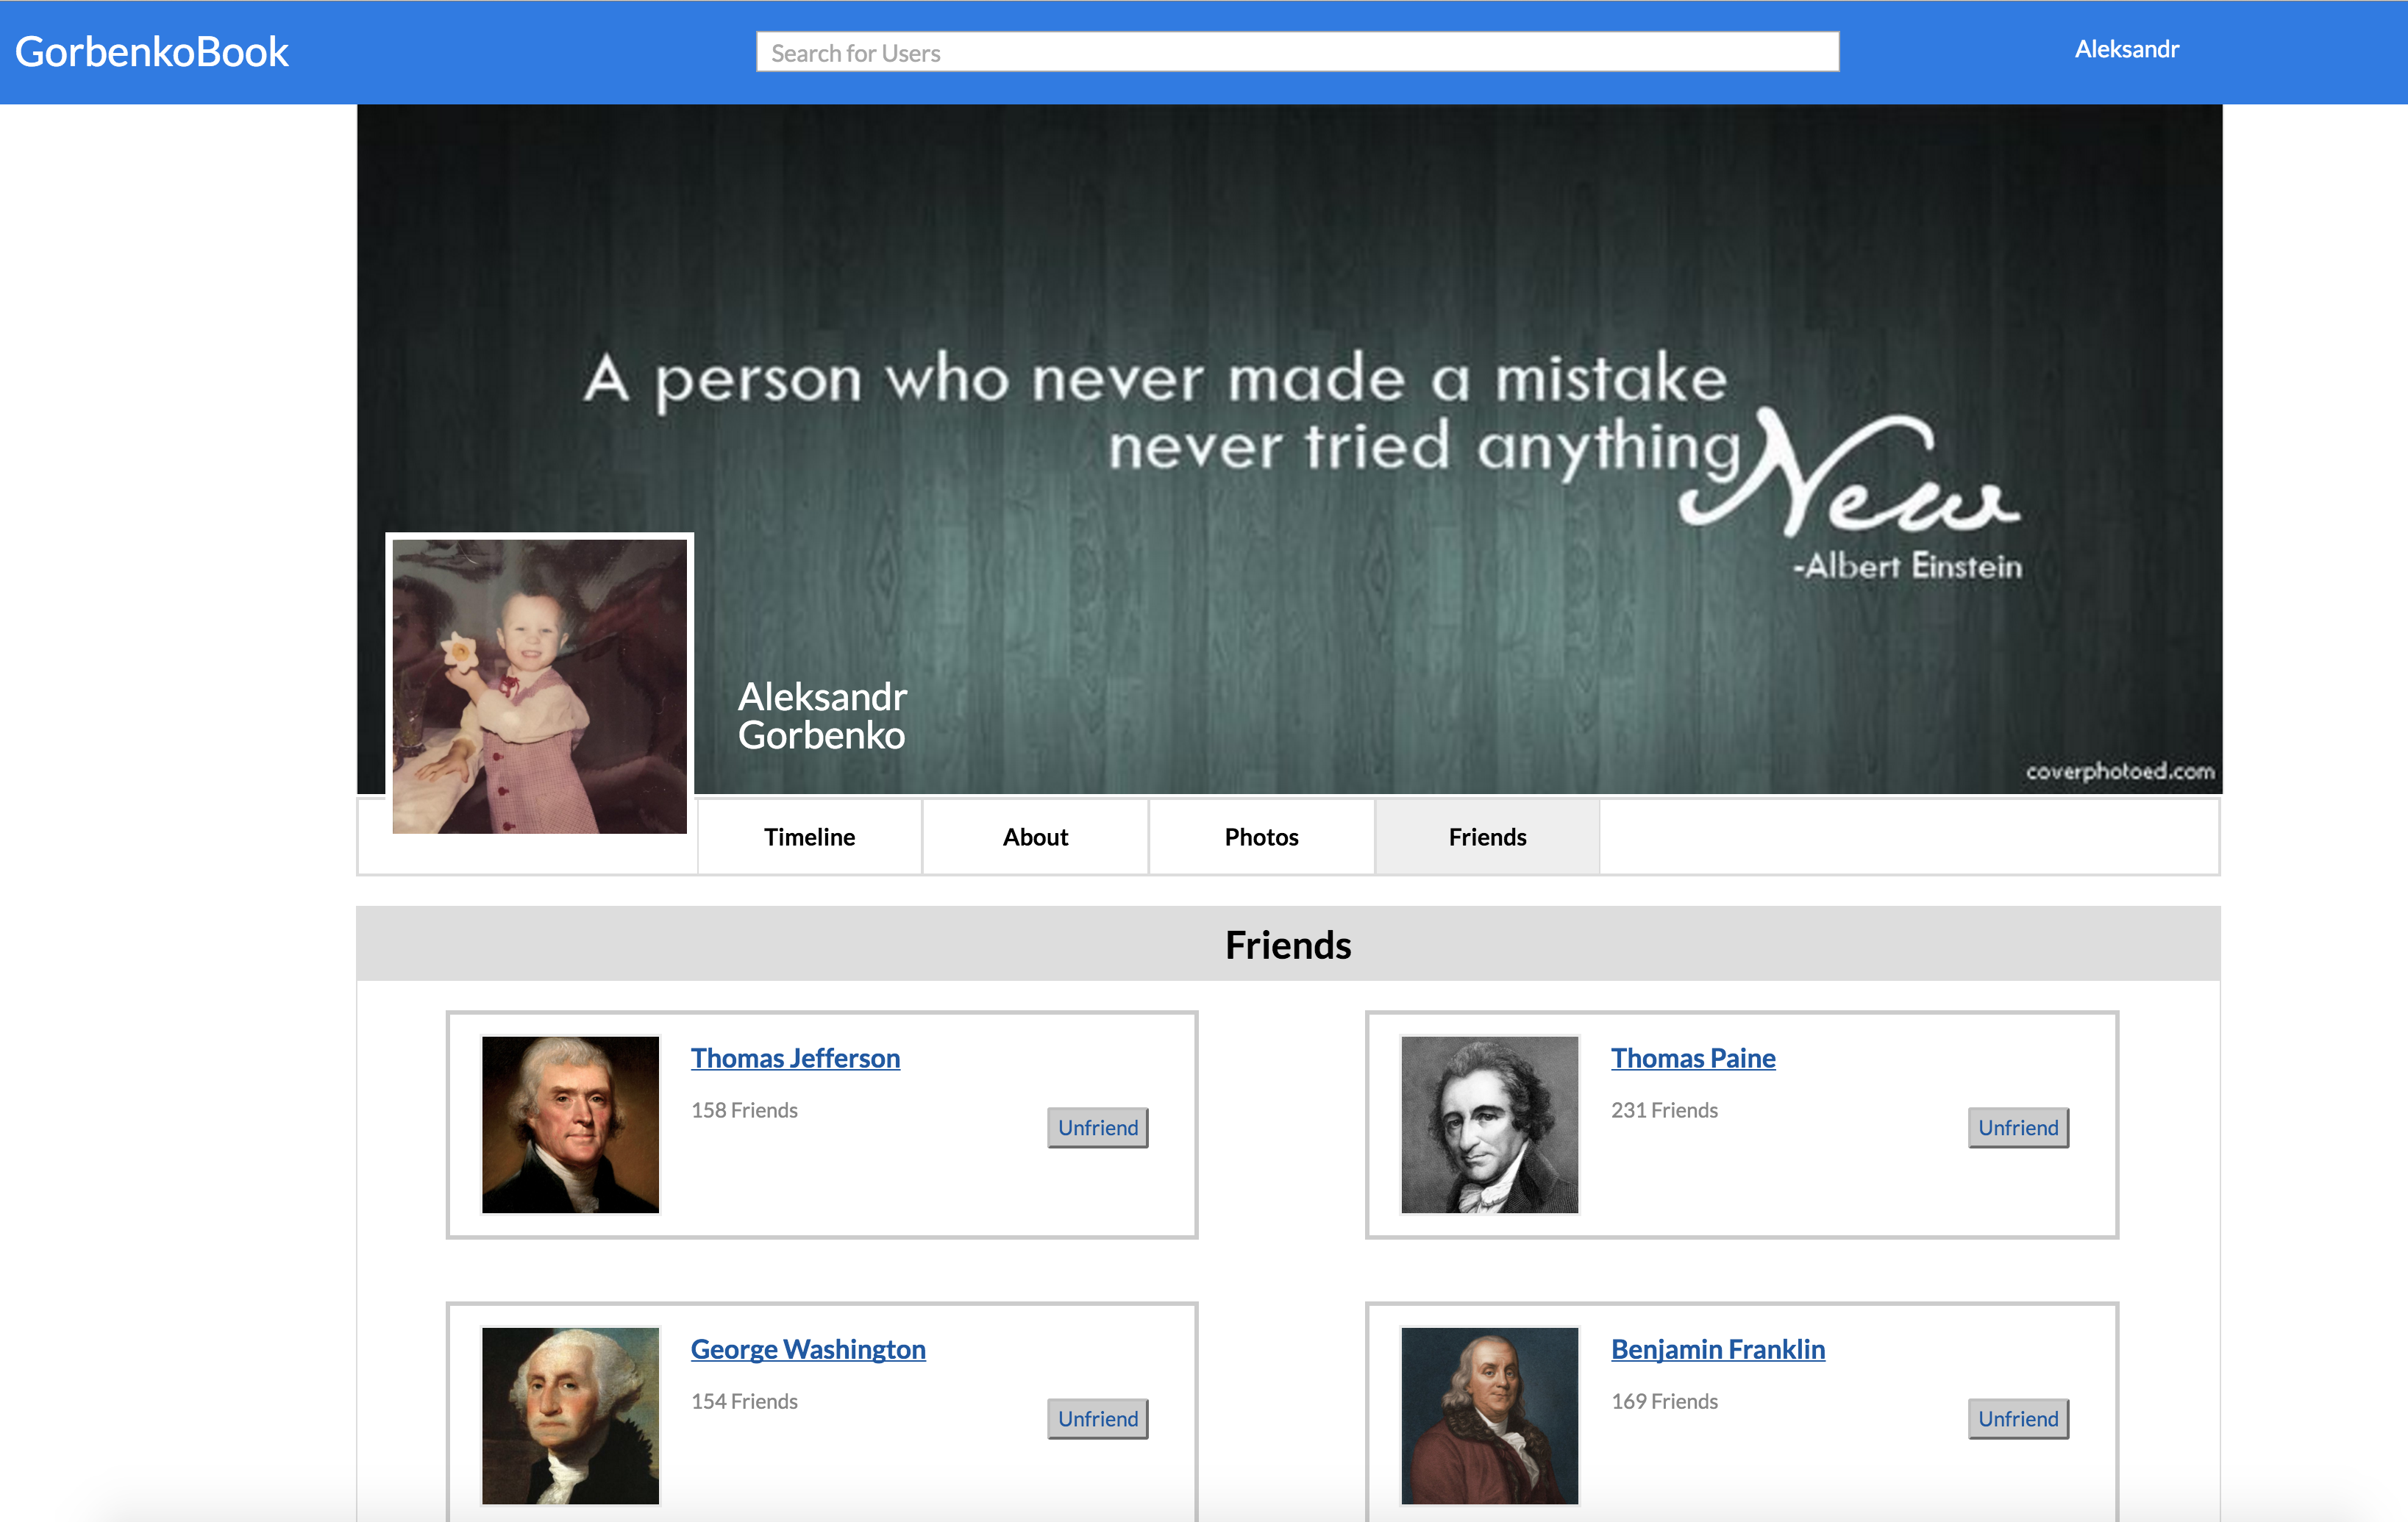 GorbenkoBook
Search for Users
Aleksandr
A person who never made a mistake
never tried anything New
-Albert Einstein
Aleksandr
Gorbenko
coverphotoed.com
Timeline
About
Photos
Friends
Friends
Thomas Jefferson
158 Friends
Unfriend
Thomas Paine
231 Friends
Unfriend
George Washington
154 Friends
Unfriend
Benjamin Franklin
169 Friends
Unfriend